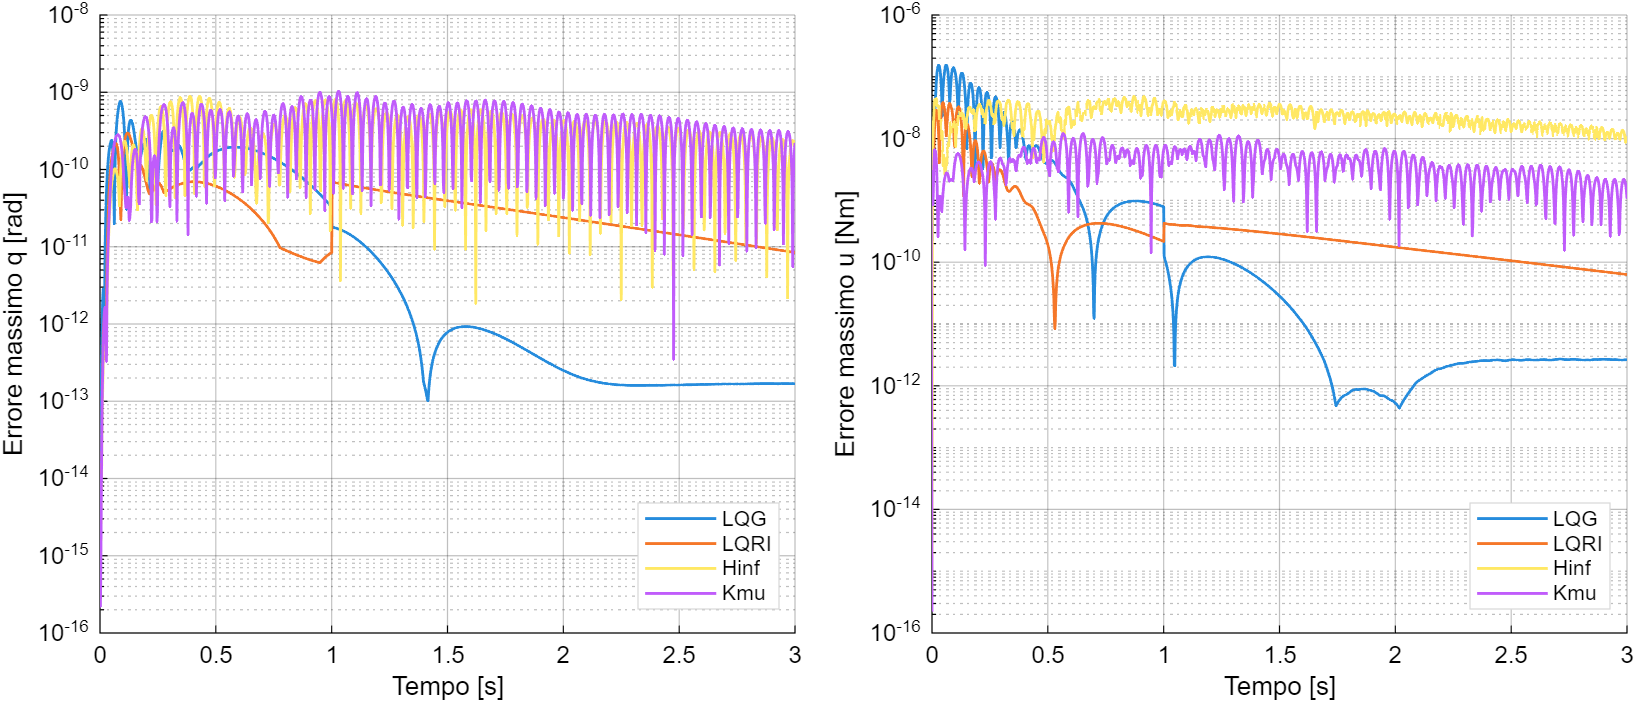 10-8
10-9
10-10
10-11
10-12
10-13
10-14
10-15
10-16
Errore massimo q [rad]
0 0.5 1 1.5 2 2.5 3
Tempo [s]
LQG
LQRI
Hinf
Kmu
10-6
10-8
10-10
10-12
10-14
10-16
Errore massimo u [Nm]
0 0.5 1 1.5 2 2.5 3
Tempo [s]
LQG
LQRI
Hinf
Kmu